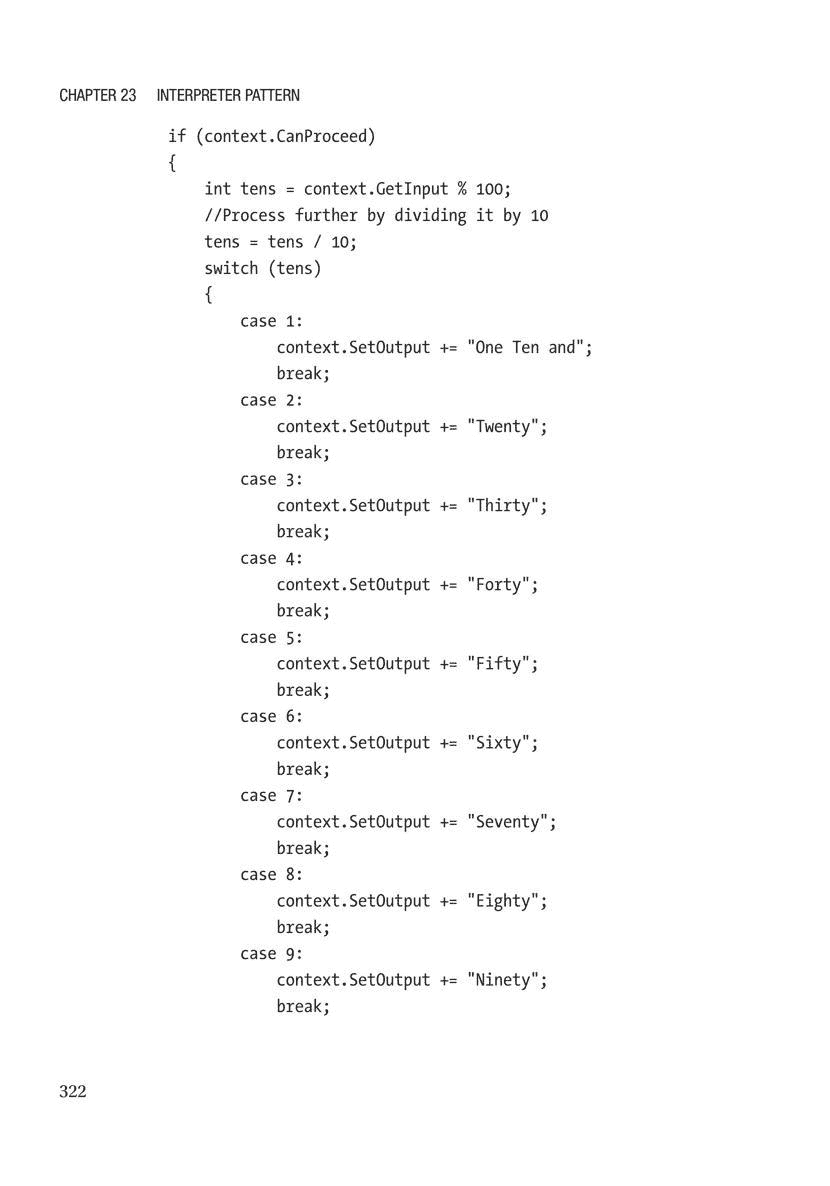 CHAPTER 23 INTERPRETER PATTERN
if (context.CanProceed)
{
int tens = context.GetInput % 100;
//Process further by dividing it by 10
tens = tens / 10;
switch (tens)
{
case 1:
context.SetOutput += "One Ten and";
break;
case 2:
context.SetOutput += "Twenty";
break;
case 3:
context.SetOutput += "Thirty";
break;
case 4:
context.SetOutput += "Forty";
break;
case 5:
context.SetOutput += "Fifty";
break;
case 6:
context.SetOutput += "Sixty";
break;
case 7:
context.SetOutput += "Seventy";
break;
case 8:
context.SetOutput += "Eighty";
break;
case 9:
context.SetOutput += "Ninety";
break;
322